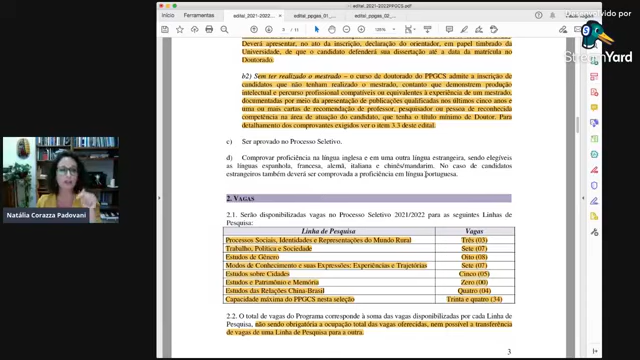 edital_2021-2022PPGCS.pdf
Início
Ferramentas
edital_2021-2022...
edital_ppgas_01...
edital_ppgas_02...
StreamYard
Deverá apresentar, no ato da inscrição, declaração do orientador, em papel timbrado da
Universidade, de que o candidato defenderá sua dissertação até a data da matrícula no
Doutorado.
b2) Sem ter realizado o mestrado – o curso de doutorado do PPGCS admite a inscrição de
candidatos que não tenham realizado o mestrado, contanto que demonstrem produção
intelectual e percurso profissional compatíveis ou equivalentes à experiência de um mestrado,
documentadas por meio da apresentação de publicações qualificadas nos últimos cinco anos e
uma ou mais cartas de recomendação de professor, pesquisador ou pessoa de reconhecida
competência na área de atuação do candidato, que tenha o título mínimo de Doutor. Para
detalhamento dos comprovantes exigidos ver o item 3.3 deste edital.
c) Ser aprovado no Processo Seletivo.
d) Comprovar proficiência na língua inglesa e em uma outra língua estrangeira, sendo elegíveis
as línguas espanhola, francesa, alemã, italiana e chinês/mandarim. No caso de candidatos
estrangeiros também deverá ser comprovada a proficiência em língua portuguesa.
2. VAGAS
2.1. Serão disponibilizadas vagas no Processo Seletivo 2021/2022 para as seguintes Linhas de
Pesquisa:
Linha de Pesquisa Vagas
Processos Sociais, Identidades e Representações do Mundo Rural Três (03)
Trabalho, Política e Sociedade Sete (07)
Estudos de Gênero Oito (08)
Modos de Conhecimento e suas Expressões: Experiências e Trajetórias Sete (07)
Estudos sobre Cidades Cinco (05)
Estudos e Patrimônio e Memória Zero (00)
Estudos das Relações China-Brasil Quatro (04)
Capacidade máxima do PPGCS nesta seleção Trinta e quatro (34)
2.2. O total de vagas do Programa corresponde à soma das vagas disponibilizadas por cada Linha de
Pesquisa, não sendo obrigatória a ocupação total das vagas oferecidas, nem possível a transferência
de vagas de uma Linha de Pesquisa para a outra.
3
Natália Corazza Padovani